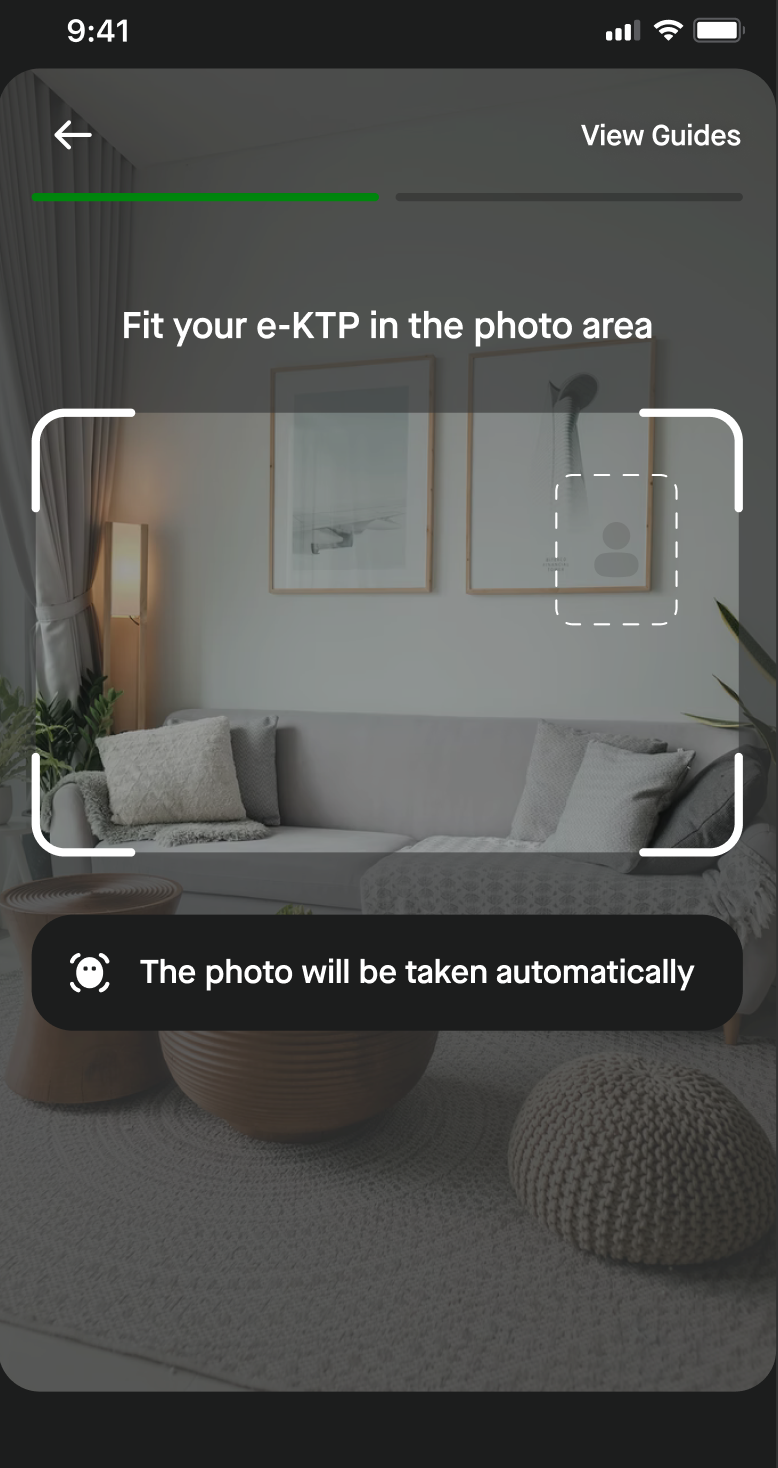 9:41
View Guides
Fit your e-KTP in the photo area
The photo will be taken automatically